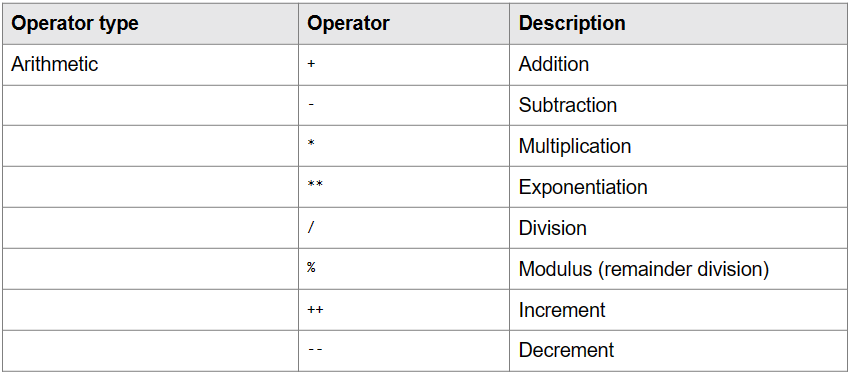 Operator type Operator Description
Arithmetic + Addition
- Subtraction
* Multiplication
** Exponentiation
/ Division
% Modulus (remainder division)
++ Increment
-- Decrement